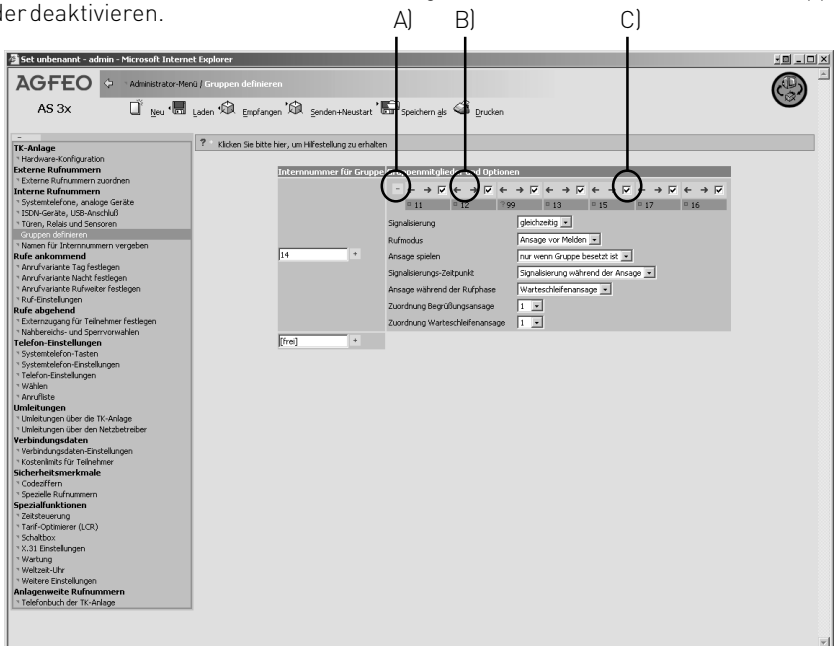 der deaktivieren.
A) B) C)
Set unbenannt - admin - Microsoft Internet Explorer
AGFEO
Administrator-Menü / Gruppen definieren
AS 3x
Neu Laden Empfangen Senden+Neustart Speichern als Drucken
? Klicken Sie bitte hier, um Hilfestellung zu erhalten
TK-Anlage
Hardware-Konfiguration
Externe Rufnummern
Externe Rufnummern zuordnen
Interne Rufnummern
Systemtelefone, analoge Geräte
ISDN-Geräte, USB-Anschluß
Türen, Relais und Sensoren
Gruppen definieren
Namen für Internnummern vergeben
Rufe ankommend
Anrufvariante Tag festlegen
Anrufvariante Nacht festlegen
Anrufvariante Rufweiter festlegen
Ruf-Einstellungen
Rufe abgehend
Externzugang für Teilnehmer festlegen
Nahbereichs- und Sperrvorwahlen
Telefon-Einstellungen
Systemtelefon-Tasten
Systemtelefon-Einstellungen
Telefon-Einstellungen
Wählen
Anrufliste
Umleitungen
Umleitungen über die TK-Anlage
Umleitungen über den Netzbetreiber
Verbindungsdaten
Verbindungsdaten-Einstellungen
Kostenlimits für Teilnehmer
Sicherheitsmerkmale
Codeziffern
Spezielle Rufnummern
Spezialfunktionen
Zeitsteuerung
Tarif-Optimierer (LCR)
Schaltbox
X.31 Einstellungen
Wartung
Weltzeit-Uhr
Weitere Einstellungen
Anlagenweite Rufnummern
Telefonbuch der TK-Anlage
Internnummer für Gruppe Gruppenmitglieder und Optionen
11 12 99 13 15 17 16
14 +
Signalisierung gleichzeitig
Rufmodus Ansage vor Melden
Ansage spielen nur wenn Gruppe besetzt ist
Signalisierungs-Zeitpunkt Signalisierung während der Ansage
Ansage während der Rufphase Warteschleifenansage
Zuordnung Begrüßungsansage 1
Zuordnung Warteschleifenansage 1
[frei] +